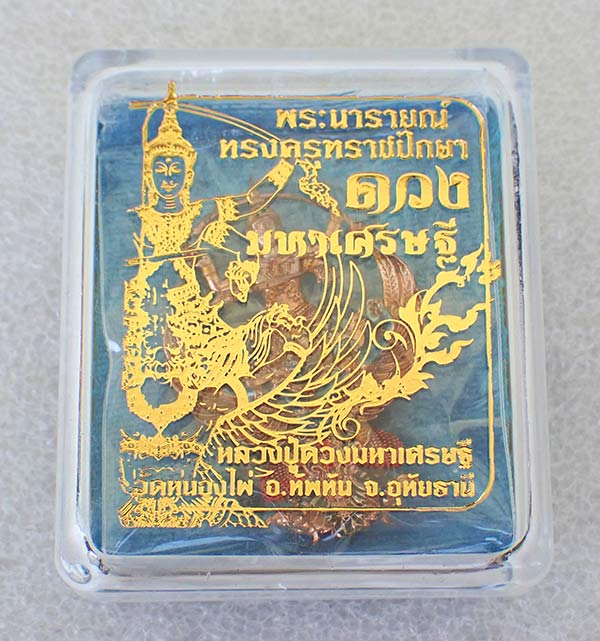 พระนารายณ์
ทรงครุฑราชปักษา
ดวง
มหาเศรษฐี
หลวงปู่ดวงมหาเศรษฐี
วัดหนองไผ่ อ.ทัพทัน จ.อุทัยธานี